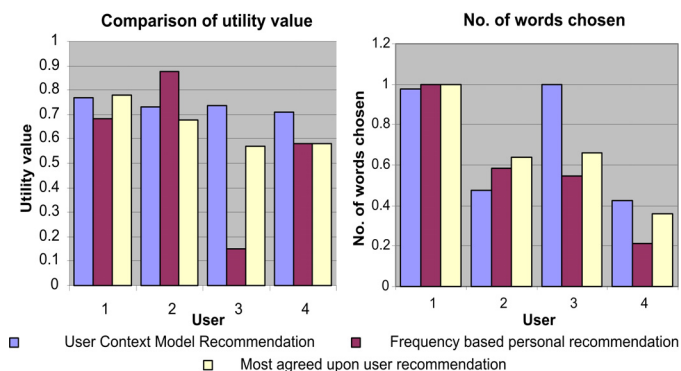 Comparison of utility value
1
0.9
0.8
0.7
0.6
0.5
0.4
0.3
0.2
0.1
0
Utility value
1 2 3 4
User
No. of words chosen
1.2
1
0.8
0.6
0.4
0.2
0
No. of words chosen
1 2 3 4
User
User Context Model Recommendation
Frequency based personal recommendation
Most agreed upon user recommendation